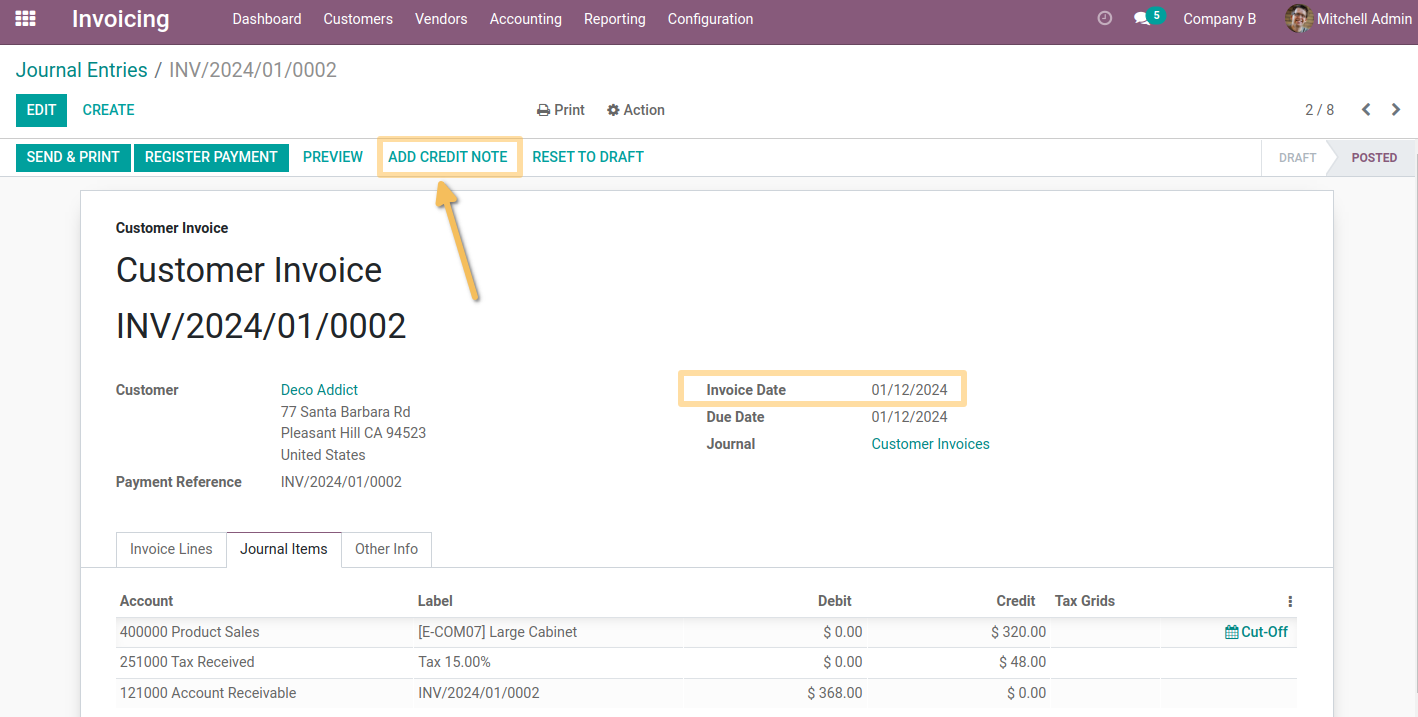 Invoicing Dashboard Customers Vendors Accounting Reporting Configuration 5 Company B Mitchell Admin
Journal Entries / INV/2024/01/0002
EDIT CREATE Print Action 2 / 8
SEND & PRINT REGISTER PAYMENT PREVIEW ADD CREDIT NOTE RESET TO DRAFT DRAFT POSTED
Customer Invoice
Customer Invoice
INV/2024/01/0002
Customer Deco Addict Invoice Date 01/12/2024
77 Santa Barbara Rd Due Date 01/12/2024
Pleasant Hill CA 94523 Journal Customer Invoices
United States
Payment Reference INV/2024/01/0002
Invoice Lines Journal Items Other Info
Account Label Debit Credit Tax Grids
400000 Product Sales [E-COM07] Large Cabinet $ 0.00 $ 320.00 Cut-Off
251000 Tax Received Tax 15.00% $ 0.00 $ 48.00
121000 Account Receivable INV/2024/01/0002 $ 368.00 $ 0.00